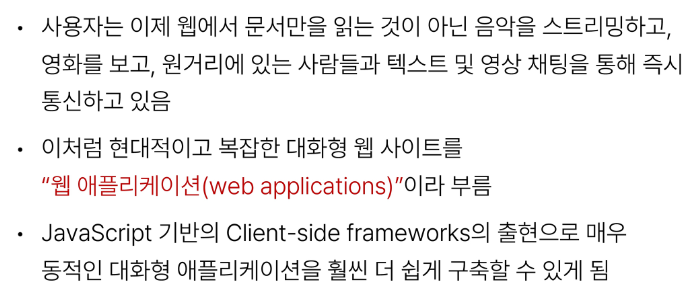 • 사용자는 이제 웹에서 문서만을 읽는 것이 아닌 음악을 스트리밍하고,
영화를 보고, 원거리에 있는 사람들과 텍스트 및 영상 채팅을 통해 즉시
통신하고 있음
• 이처럼 현대적이고 복잡한 대화형 웹 사이트를
“웹 애플리케이션(web applications)”이라 부름
• JavaScript 기반의 Client-side frameworks의 출현으로 매우
동적인 대화형 애플리케이션을 훨씬 더 쉽게 구축할 수 있게 됨